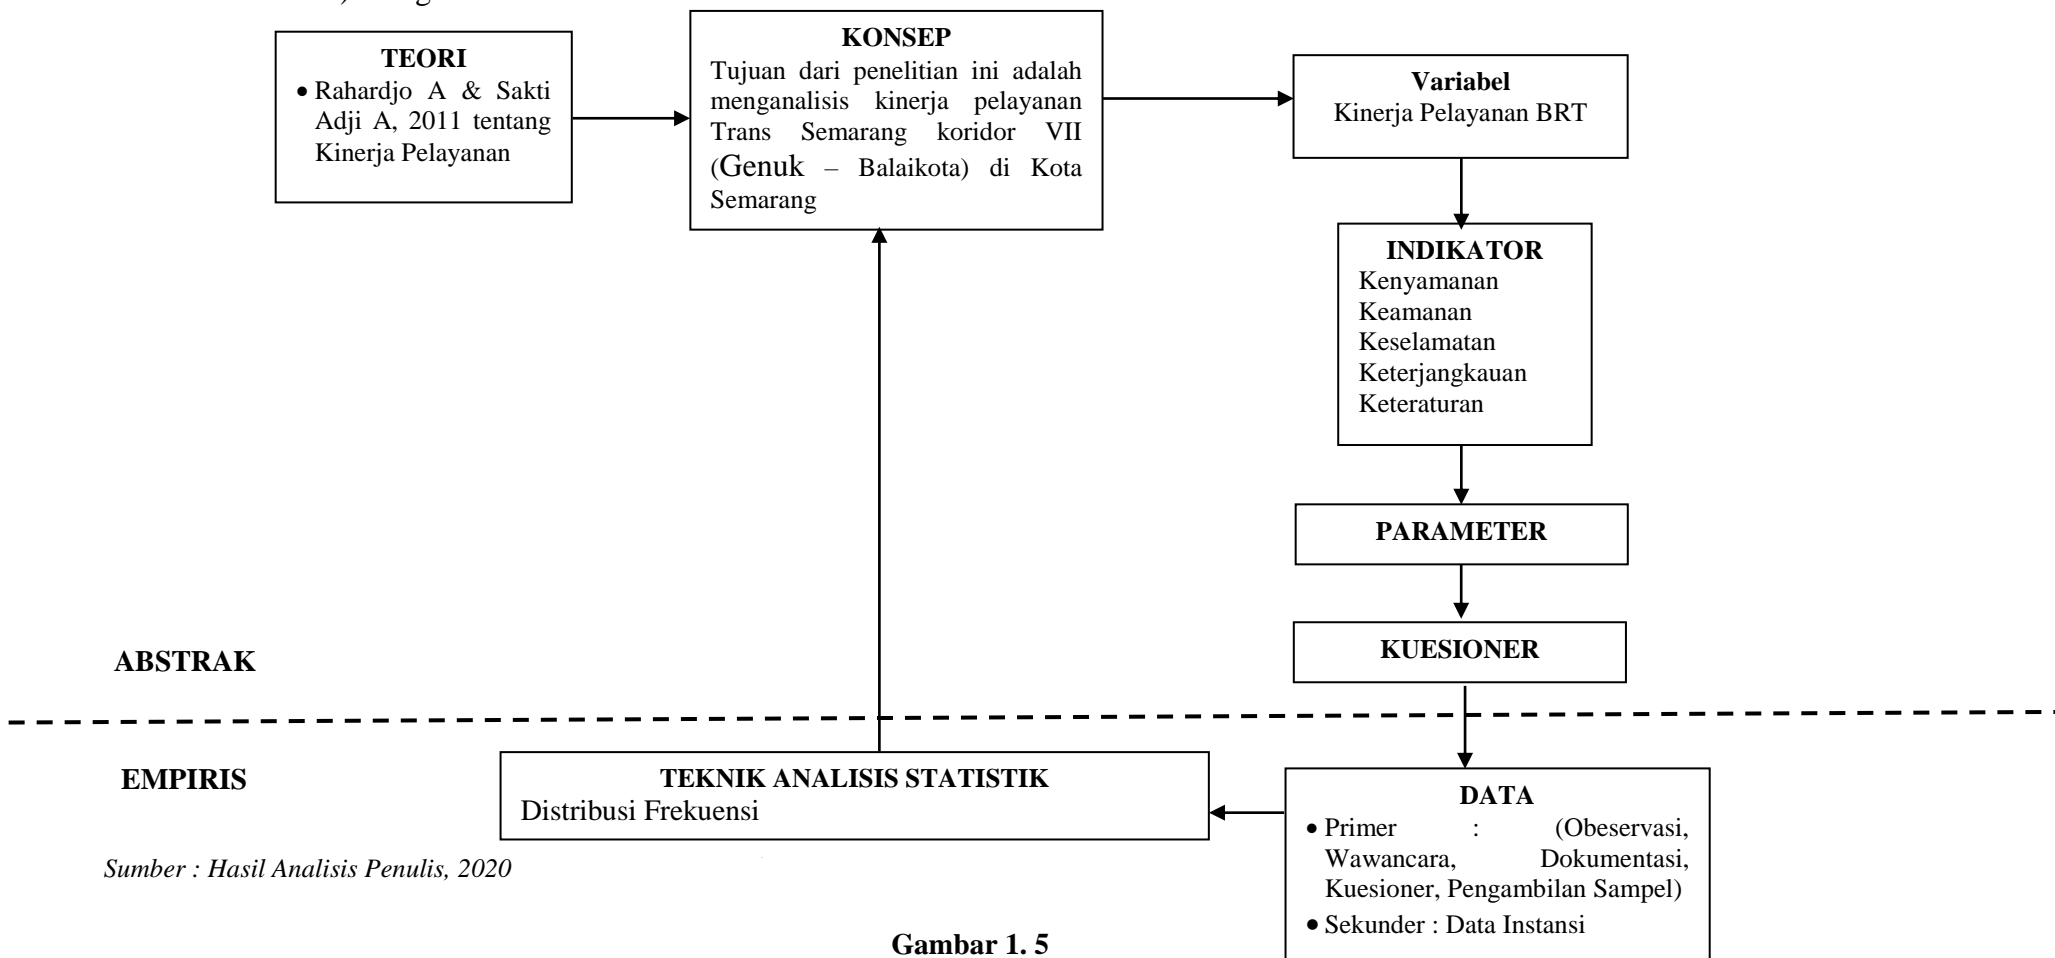 TEORI
• Rahardjo A & Sakti
Adji A, 2011 tentang
Kinerja Pelayanan
KONSEP
Tujuan dari penelitian ini adalah
menganalisis kinerja pelayanan
Trans Semarang koridor VII
(Genuk – Balaikota) di Kota
Semarang
Variabel
Kinerja Pelayanan BRT
INDIKATOR
Kenyamanan
Keamanan
Keselamatan
Keterjangkauan
Keteraturan
PARAMETER
KUESIONER
ABSTRAK
EMPIRIS
TEKNIK ANALISIS STATISTIK
Distribusi Frekuensi
DATA
• Primer : (Obeservasi,
Wawancara, Dokumentasi,
Kuesioner, Pengambilan Sampel)
• Sekunder : Data Instansi
Sumber : Hasil Analisis Penulis, 2020
Gambar 1. 5